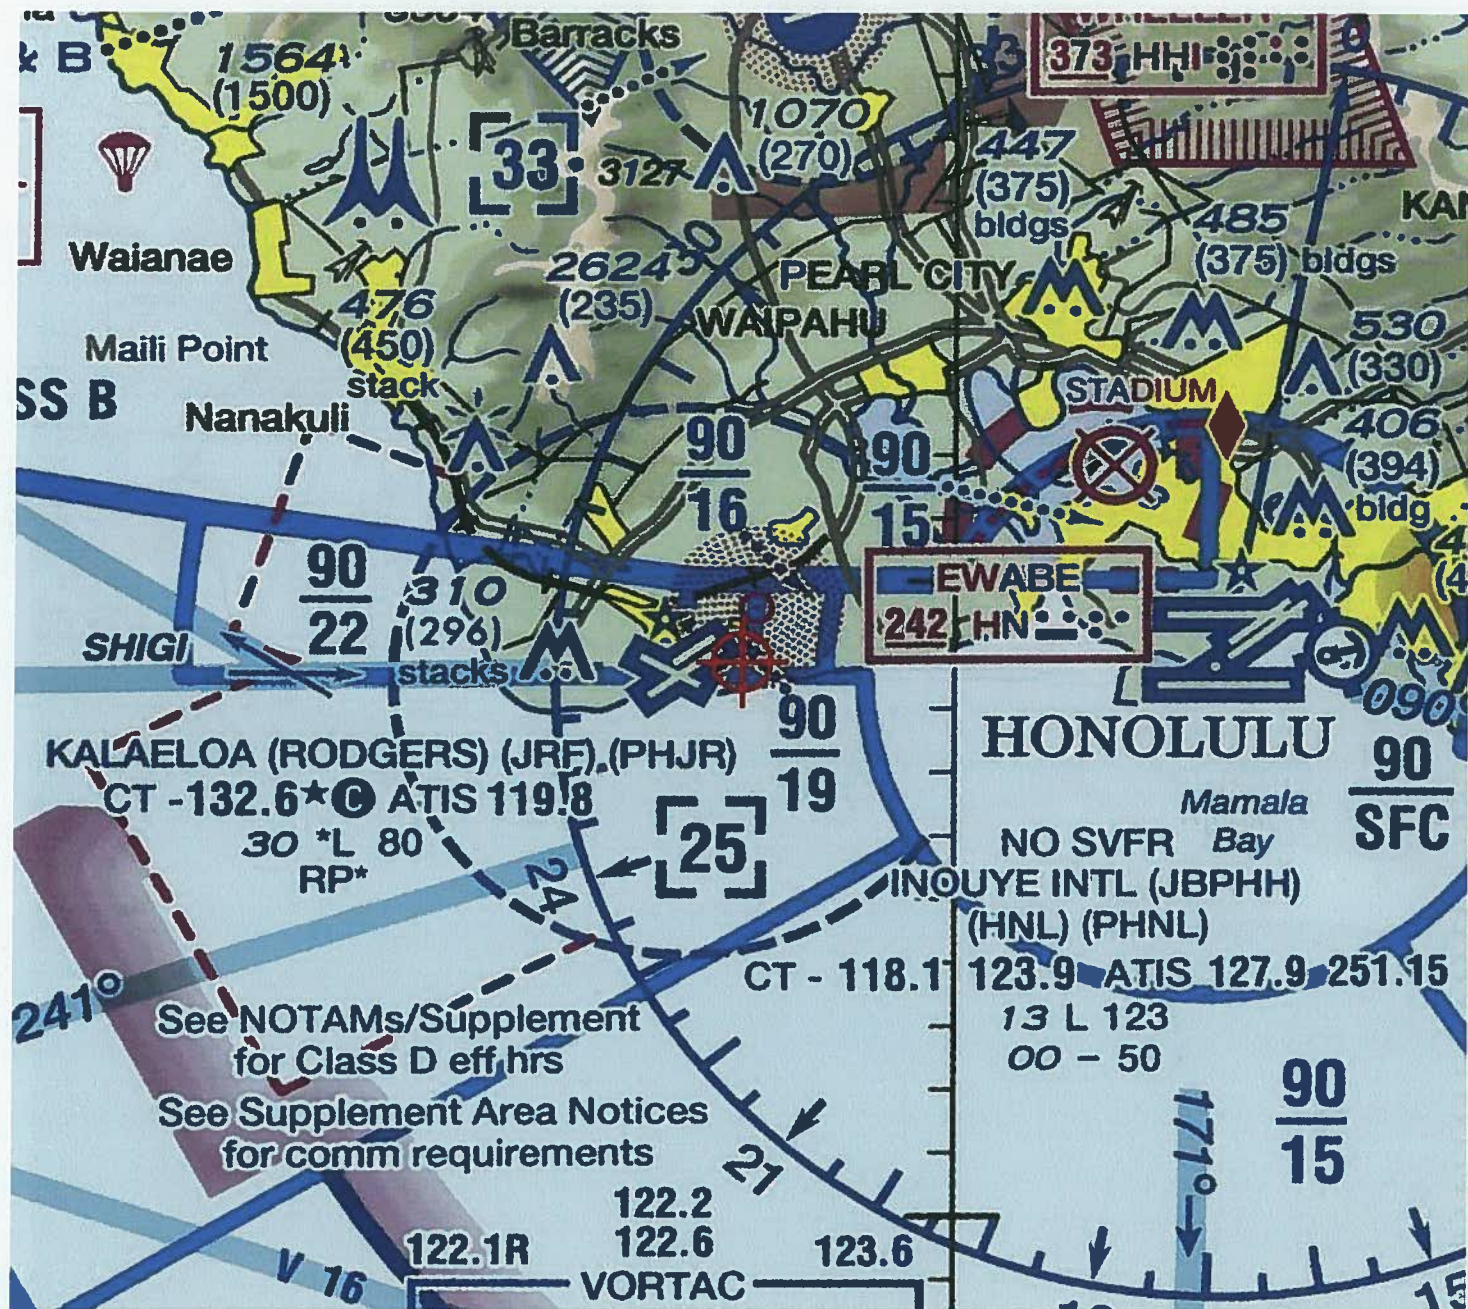 Barracks
WHEELER
& B
1564
(1500)
373 HHI
33
3127
1070
(270)
447
(375)
bldgs
485
(375) bldgs
Waianae
2624
(235)
30
PEARL CITY
WAIPAHU
476
(450)
stack
Maili Point
530
(330)
SS B
Nanakuli
STADIUM
406
(394)
bldg
90
16
90
15
90
22
310
(296)
stacks
EWABE
242 HN
SHIGI
0909
KALAELOA (RODGERS) (JRF) (PHJR)
CT - 132.6★ C ATIS 119.8
30 *L 80
RP*
90
19
HONOLULU
90
SFC
Mamala
Bay
25
24
NO SVFR
INOUYE INTL (JBPHH)
(HNL) (PHNL)
CT - 118.1 123.9 ATIS 127.9 251.15
13 L 123
00 - 50
241°
See NOTAMs/Supplement
for Class D eff hrs
See Supplement Area Notices
for comm requirements
21
171°
90
15
122.2
122.1R 122.6 123.6
V 16
VORTAC
15